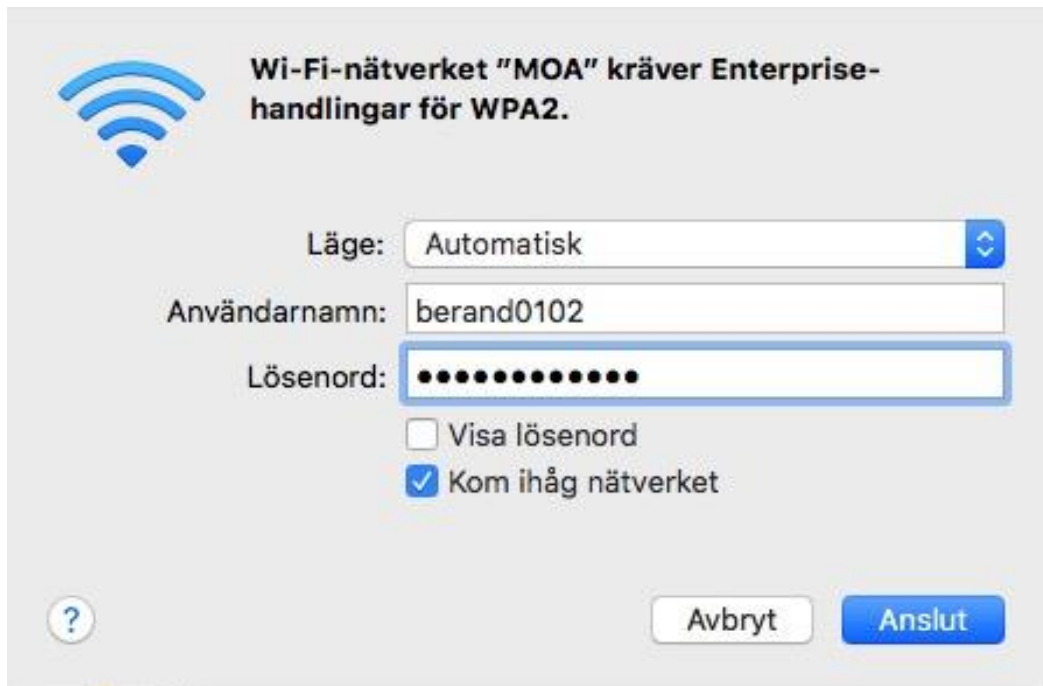 Wi-Fi-nätverket ”MOA” kräver Enterprise-
handlingar för WPA2.
Läge: Automatisk
Användarnamn: berand0102
Lösenord: ●●●●●●●●●●●●
Visa lösenord
Kom ihåg nätverket
? Avbryt Anslut